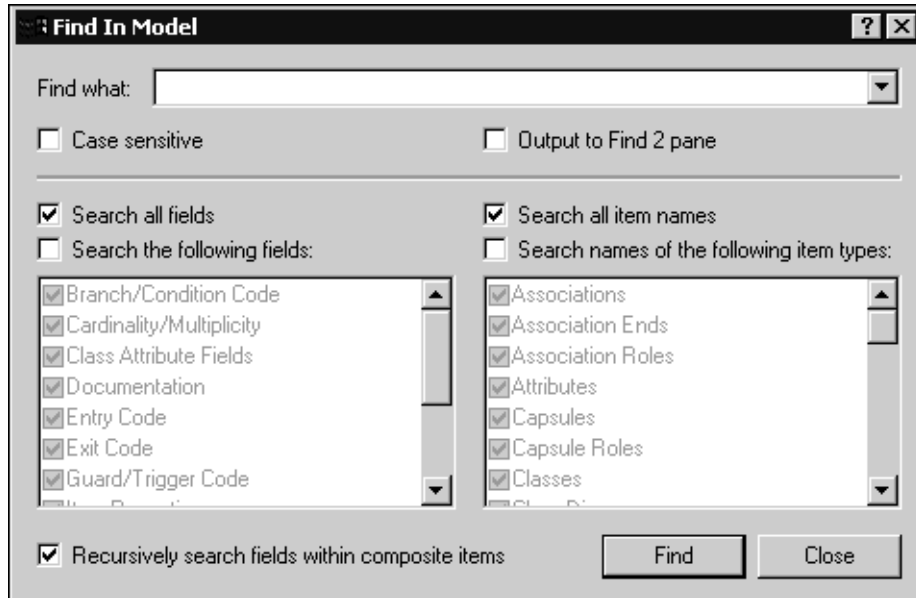 Find In Model
Find what:
Case sensitive
Output to Find 2 pane
Search all fields
Search all item names
Search the following fields:
Search names of the following item types:
Branch/Condition Code
Cardinality/Multiplicity
Class Attribute Fields
Documentation
Entry Code
Exit Code
Guard/Trigger Code
Associations
Association Ends
Association Roles
Attributes
Capsules
Capsule Roles
Classes
Recursively search fields within composite items
Find
Close